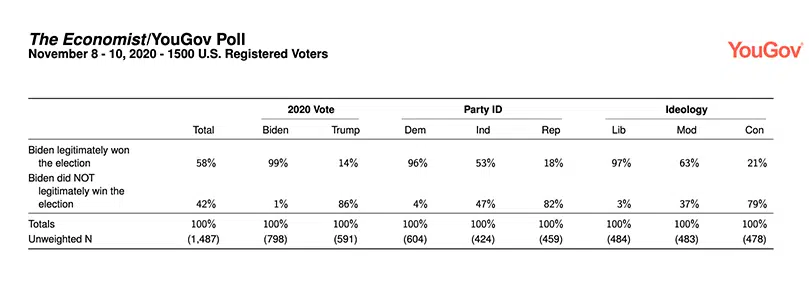 The Economist/YouGov Poll
November 8 - 10, 2020 - 1500 U.S. Registered Voters
YouGov
2020 Vote Party ID Ideology
Total Biden Trump Dem Ind Rep Lib Mod Con
Biden legitimately won
the election 58% 99% 14% 96% 53% 18% 97% 63% 21%
Biden did NOT
legitimately win the
election 42% 1% 86% 4% 47% 82% 3% 37% 79%
Totals 100% 100% 100% 100% 100% 100% 100% 100% 100%
Unweighted N (1,487) (798) (591) (604) (424) (459) (484) (483) (478)